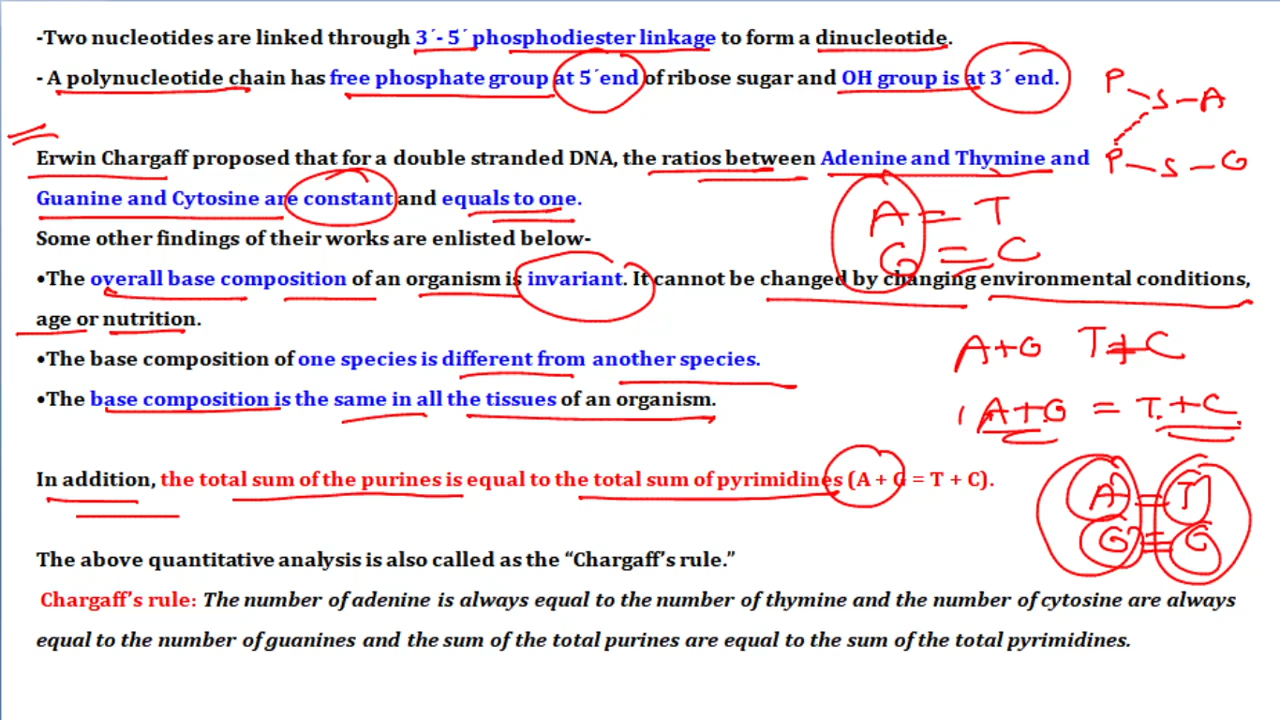 -Two nucleotides are linked through 3´- 5´ phosphodiester linkage to form a dinucleotide.
- A polynucleotide chain has free phosphate group at 5´end of ribose sugar and OH group is at 3´ end.
P
S - A
P - S - G
Erwin Chargaff proposed that for a double stranded DNA, the ratios between Adenine and Thymine and
Guanine and Cytosine are constant and equals to one.
A = T
G = C
Some other findings of their works are enlisted below-
•The overall base composition of an organism is invariant. It cannot be changed by changing environmental conditions,
age or nutrition.
A+G T+C
•The base composition of one species is different from another species.
•The base composition is the same in all the tissues of an organism.
A+G = T+C
In addition, the total sum of the purines is equal to the total sum of pyrimidines (A + G = T + C).
A = T
G ≡ G
The above quantitative analysis is also called as the “Chargaff’s rule.”
Chargaff’s rule: The number of adenine is always equal to the number of thymine and the number of cytosine are always
equal to the number of guanines and the sum of the total purines are equal to the sum of the total pyrimidines.